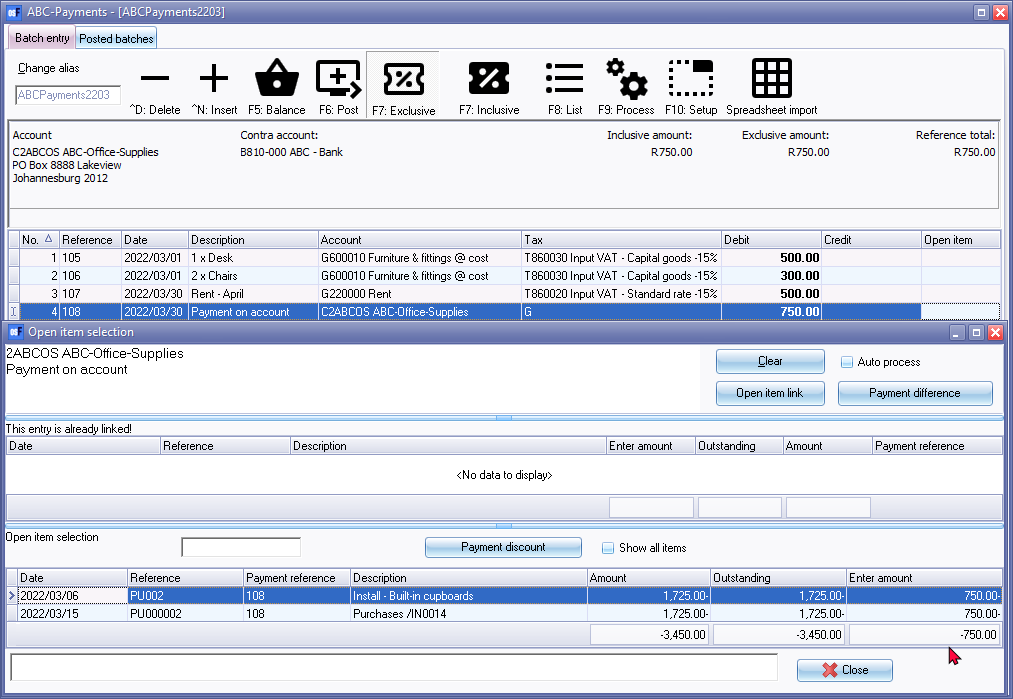 ABC-Payments - [ABCPayments2203]
Batch entry Posted batches
Change alias
ABCPayments2203
^D: Delete ^N: Insert F5: Balance F6: Post F7: Exclusive F7: Inclusive F8: List F9: Process F10: Setup Spreadsheet import
Account Contra account: Inclusive amount: Exclusive amount: Reference total:
C2ABCOS ABC-Office-Supplies B810-000 ABC - Bank R750.00 R750.00 R750.00
PO Box 8888 Lakeview
Johannesburg 2012
No. Reference Date Description Account Tax Debit Credit Open item
1 105 2022/03/01 1 x Desk G600010 Furniture & fittings @ cost T860030 Input VAT - Capital goods -15% 500.00
2 106 2022/03/01 2 x Chairs G600010 Furniture & fittings @ cost T860030 Input VAT - Capital goods -15% 300.00
3 107 2022/03/30 Rent - April G220000 Rent T860020 Input VAT - Standard rate -15% 500.00
4 108 2022/03/30 Payment on account C2ABCOS ABC-Office-Supplies G 750.00
Open item selection
2ABCOS ABC-Office-Supplies
Payment on account
Clear Auto process
Open item link Payment difference
This entry is already linked!
Date Reference Description Enter amount Outstanding Amount Payment reference
<No data to display>
Open item selection
Payment discount Show all items
Date Reference Payment reference Description Amount Outstanding Enter amount
2022/03/06 PU002 108 Install - Built-in cupboards 1,725.00- 1,725.00- 750.00-
2022/03/15 PU000002 108 Purchases /IN0014 1,725.00- 1,725.00-
-3,450.00 -3,450.00 -750.00
Close